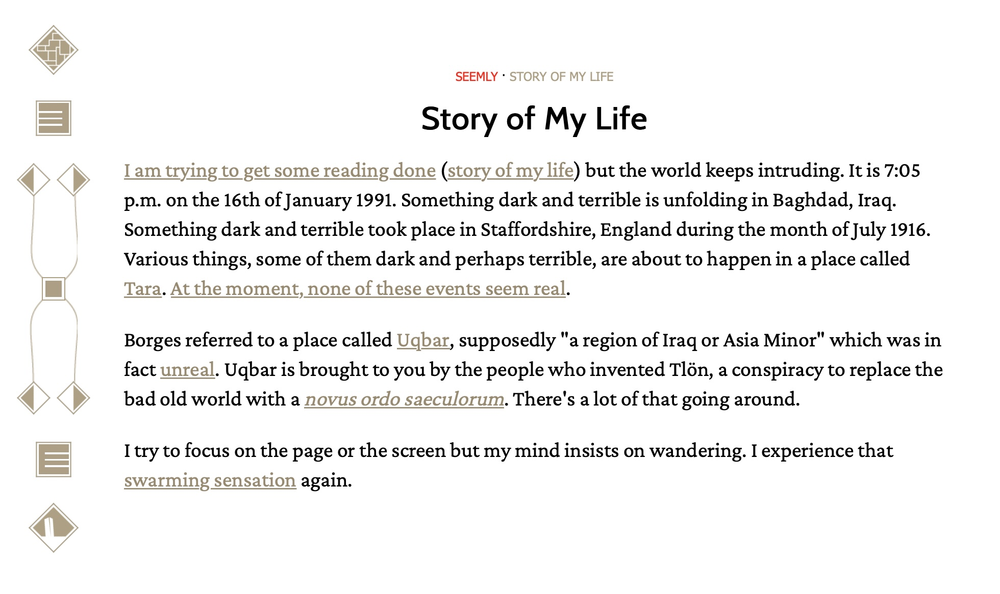 SEEMLY · STORY OF MY LIFE
Story of My Life
I am trying to get some reading done (story of my life) but the world keeps intruding. It is 7:05
p.m. on the 16th of January 1991. Something dark and terrible is unfolding in Baghdad, Iraq.
Something dark and terrible took place in Staffordshire, England during the month of July 1916.
Various things, some of them dark and perhaps terrible, are about to happen in a place called
Tara. At the moment, none of these events seem real.
Borges referred to a place called Uqbar, supposedly "a region of Iraq or Asia Minor" which was in
fact unreal. Uqbar is brought to you by the people who invented Tlön, a conspiracy to replace the
bad old world with a novus ordo saeculorum. There's a lot of that going around.
I try to focus on the page or the screen but my mind insists on wandering. I experience that
swarming sensation again.